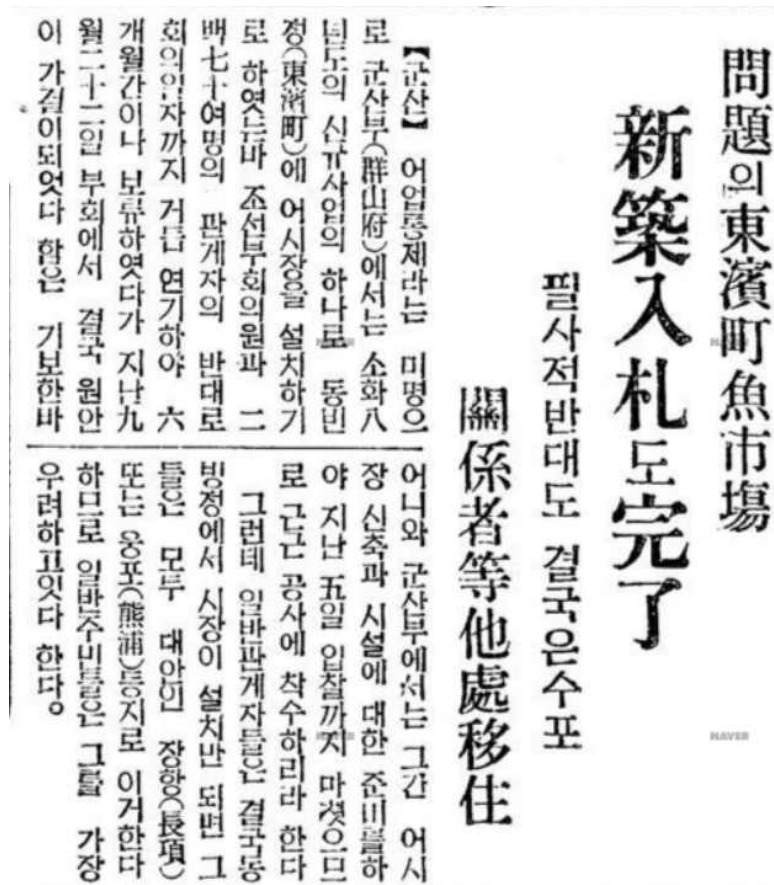 問題의東濱町魚市場
新築入札도完了
필사적반대도 결국은수포
關係者等他處移住
【군산】 어업통제라는 미명으
로 군산부(群山府)에서는 소화八
년도의 신규사업의 하나로 동빈
정(東濱町)에 어시장을 설치하기
로 하엿는바 조선부회의원과 二
백七十여명의 관계자의 반대로
회의일자까지 거듭 연기하야 六
개월간이나 보류하엿다가 지난九
월二十二일 부회에서 결국 원안
이 가결이되엇다 함은 기보한바
어니와 군산부에서는 그간 어시
장 신축과 시설에 대한 준비를하
야 지난 五일 입찰까지 마첫으므
로 근근 공사에 착수하리라 한다
그런데 일반관계자들은 결국동
빙정에서 시장이 설치만 되면 그
들은 모두 대안인 장항(長項)
또는 웅포(熊浦)등지로 이거한다
하므로 일반주민들은 그를 가장
우려하고잇다 한다。
NAVER
NAVER
NAVER
NAVER